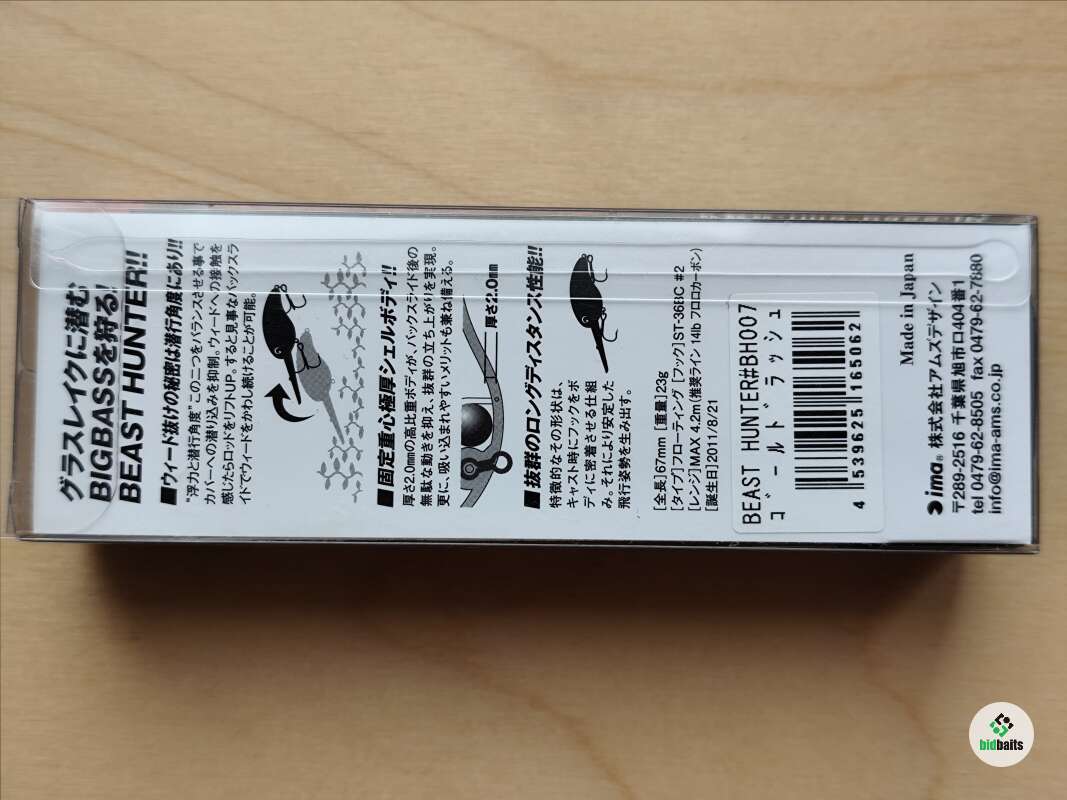 グラスレイクに潜む
BIGBASSを狩る!
BEAST HUNTER!!
■ウィード抜けの秘密は潜行角度にあり!!
"浮力と潜行角度"この二つをバランスさせる事で
カバーへの潜り込みを抑制。ウィードへの接触を
感じたらロッドをリフトUP。すると見事なバックスラ
イドでウィードをかわし続けることが可能。
■固定重心極厚シェルボディ!!
厚さ2.0mmの高比重ボディが、バックスライド後の
無駄な動きを抑え、抜群の立ち上がりを実現。
更に、吸い込まれやすいメリットも兼ね備える。
厚さ2.0mm
■抜群のロングディスタンス性能!!
特徴的なその形状は、
キャスト時にフックをボ
ディに密着させる仕組
み。それにより安定した
飛行姿勢を生み出す。
[全長]67mm [重量]23g
[タイプ]フローティング [フック]ST-36BC #2
[レンジ]MAX 4.2m(推奨ライン 14lb フロロカーボン)
[誕生日]2011/8/21
BEAST HUNTER#BH007
ゴールドラッシュ
4 539625 165062
Made in Japan
ima® 株式会社アムズデザイン
〒289-2516 千葉県旭市ロ404番1
tel 0479-62-8505 fax 0479-62-7880
info@ima-ams.co.jp
bidbaits